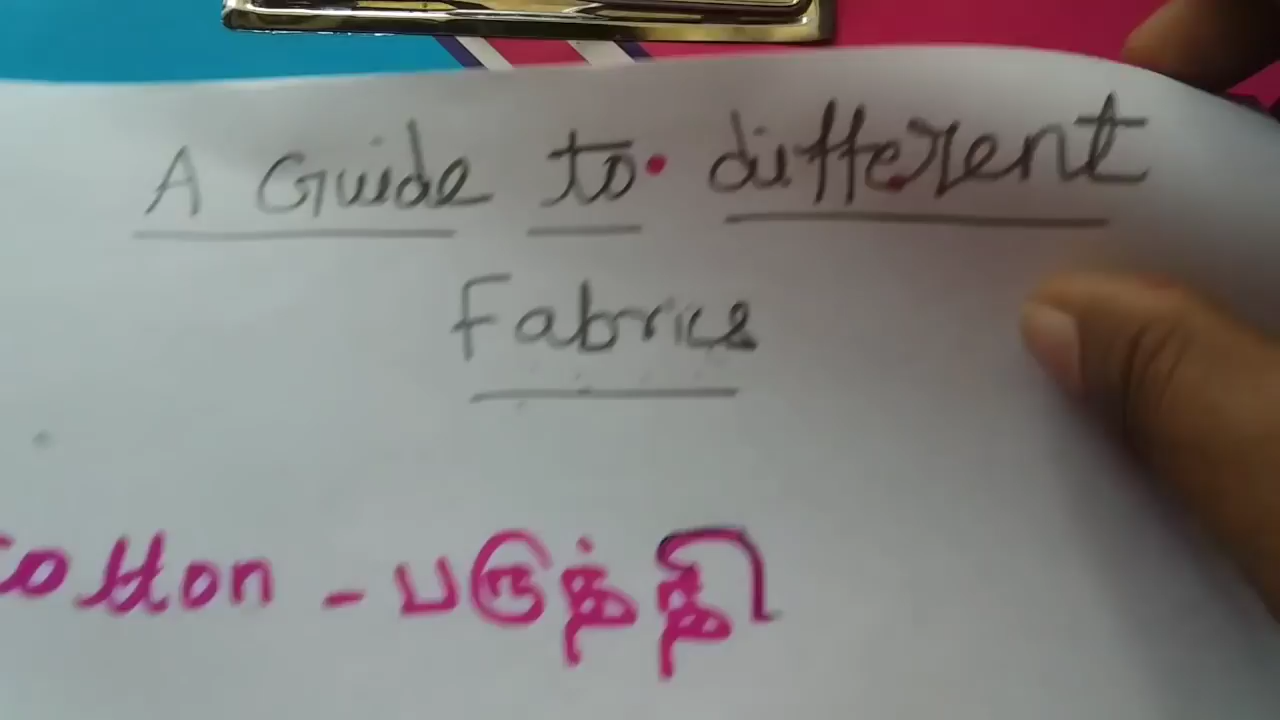 A Guide to different
Fabrics
cotton - பருத்தி